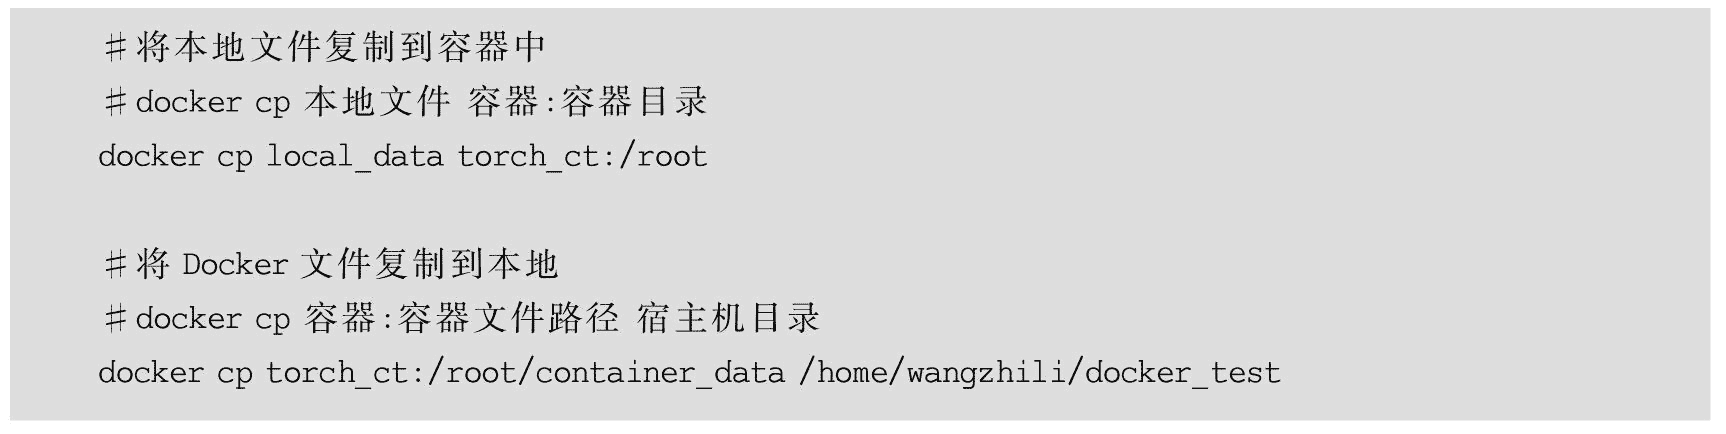 #将本地文件复制到容器中
#docker cp 本地文件 容器:容器目录
docker cp local_data torch_ct:/root
#将 Docker 文件复制到本地
#docker cp 容器:容器文件路径 宿主机目录
docker cp torch_ct:/root/container_data /home/wangzhili/docker_test